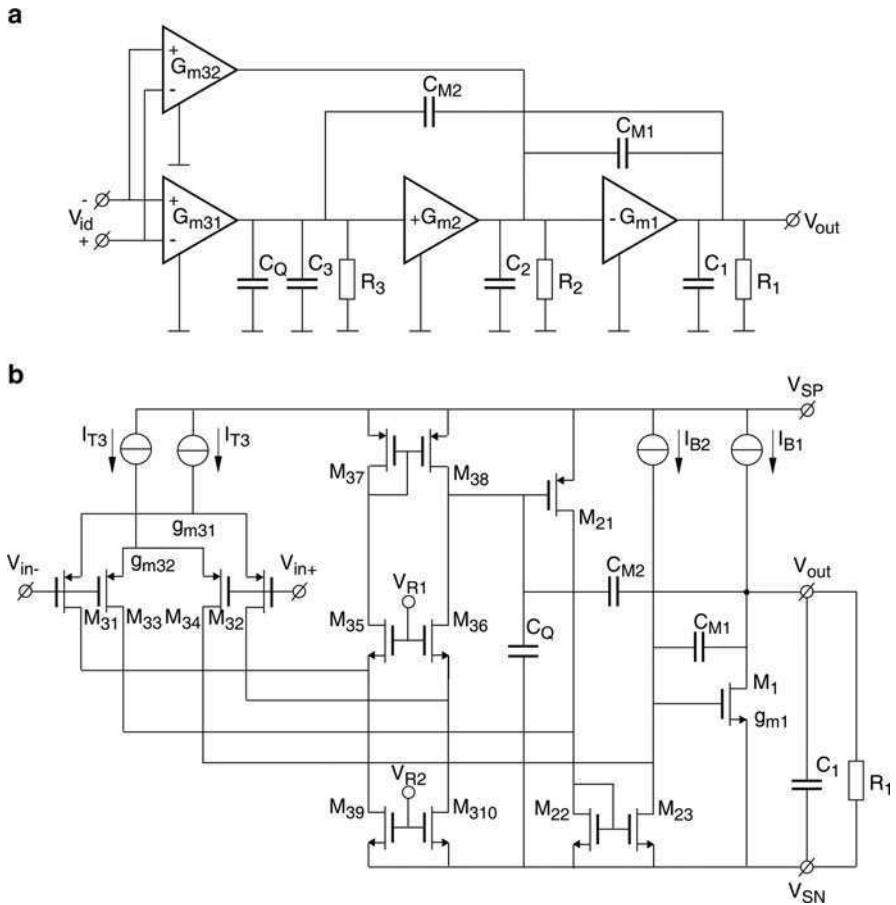 a
+
Gm32
-
CM2
CM1
-
Vid
+
+
Gm31
-
+Gm2
- Gm1
Vout
CQ
C3
R3
C2
R2
C1
R1
b
VSP
IT3
IT3
IB2
IB1
M37
M38
gm31
gm32
M21
Vin-
Vin+
VR1
CM2
Vout
M31
M33
M34
M32
M35
M36
CQ
CM1
M1
gm1
VR2
C1
R1
M39
M310
M22
M23
VSN